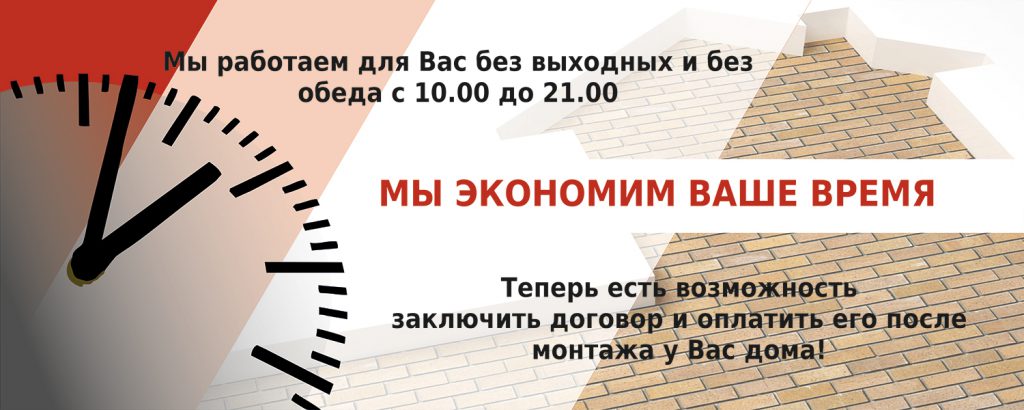 Мы работаем для Вас без выходных и без
обеда с 10.00 до 21.00
МЫ ЭКОНОМИМ ВАШЕ ВРЕМЯ
Теперь есть возможность
заключить договор и оплатить его после
монтажа у Вас дома!